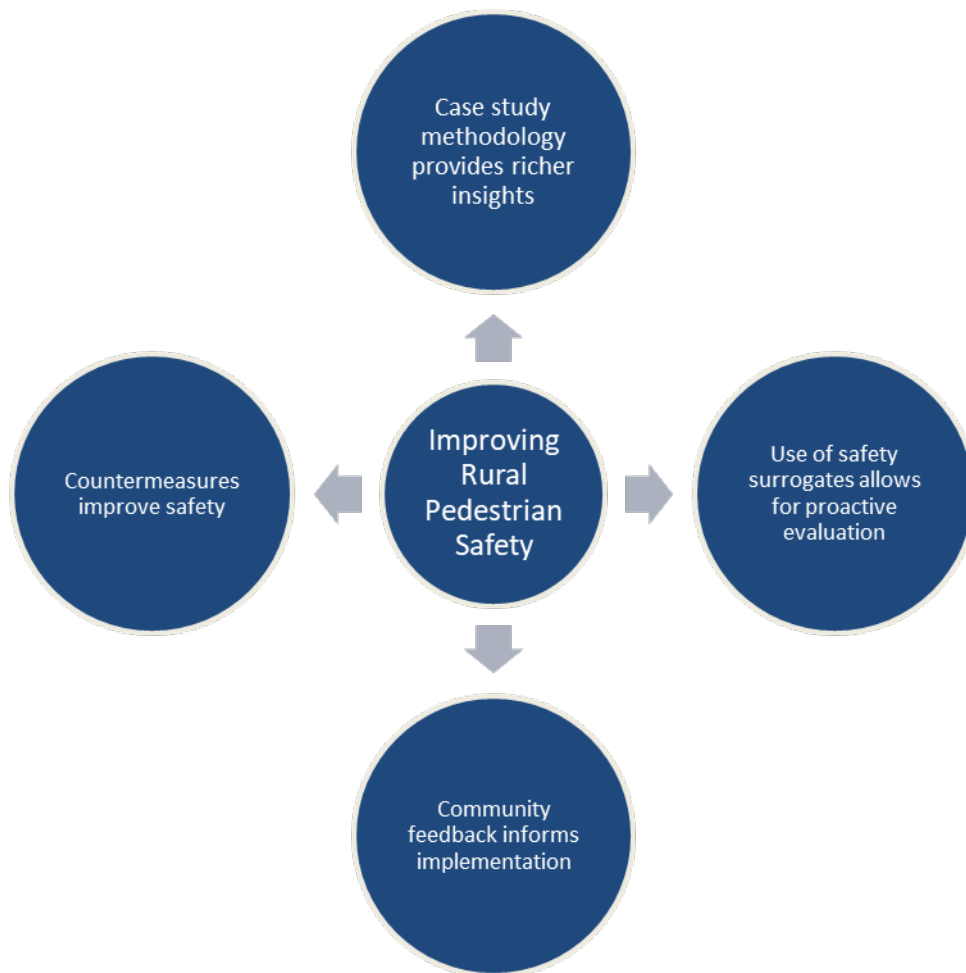 Case study
methodology
provides richer
insights
Countermeasures
improve safety
Improving
Rural
Pedestrian
Safety
Use of safety
surrogates allows
for proactive
evaluation
Community
feedback informs
implementation